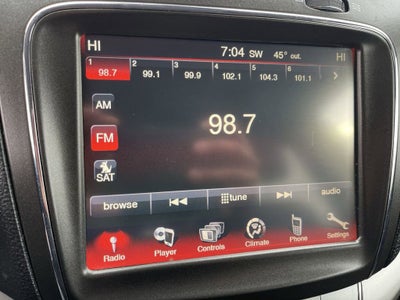 HI 7:04 SW 45° out. HI
1 2 3 4 5 6
98.7 99.1 99.9 102.1 104.3 101.1 >
AM
98.7
FM
SAT
browse tune audio
Radio Player Controls Climate Phone Settings